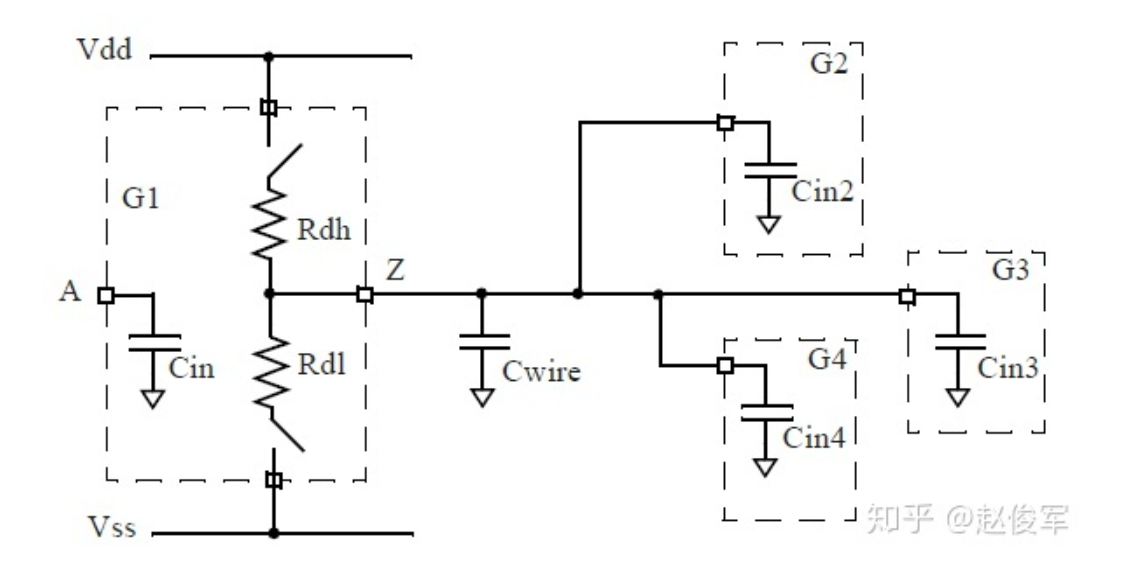 Vdd
G2
G1
Cin2
Rdh
A
Z
G3
Cin
Rdl
Cwire
G4
Cin3
Cin4
Vss
知乎 @赵俊军